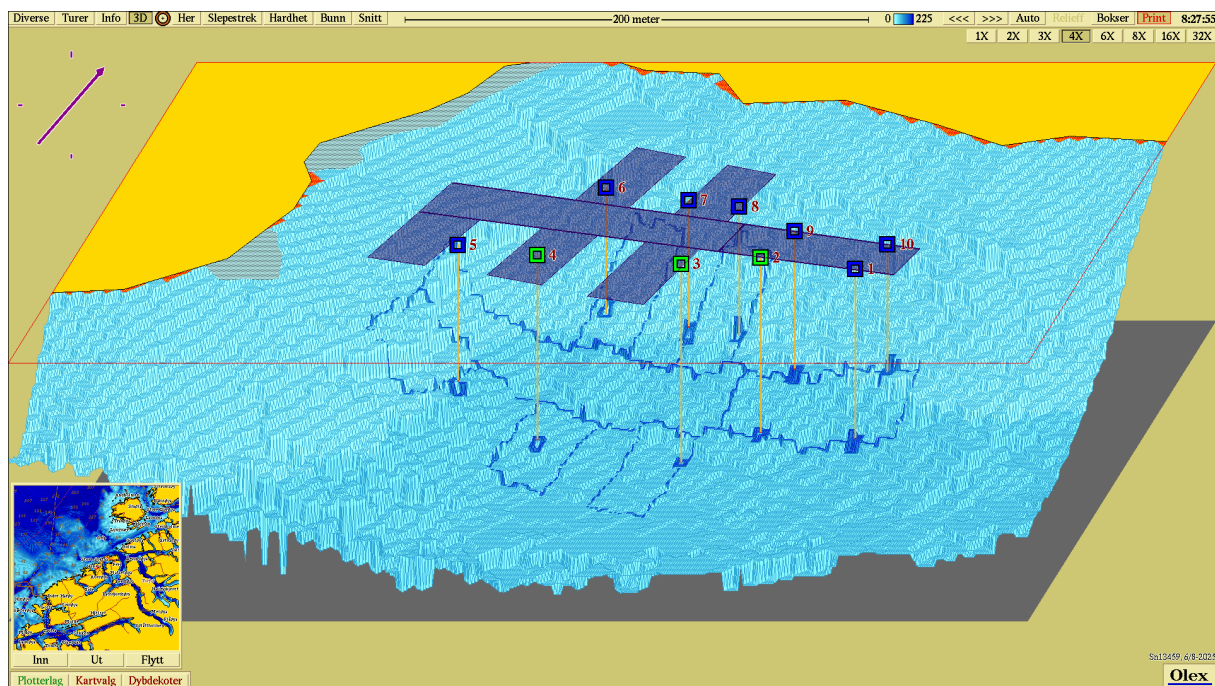 Diverse Turer Info 3D Her Slepestrek Hardhet Bunn Snitt 200 meter 0 225 <<< >>> Auto Relieff Bokser Print 8:27:55
1X 2X 3X 4X 6X 8X 16X 32X
6
7
8
9
10
5
4
3
2
1
Inn Ut Flytt
Plotterlag Kartvalg Dybdekoter
Sn13459, 6/8-2025
Olex